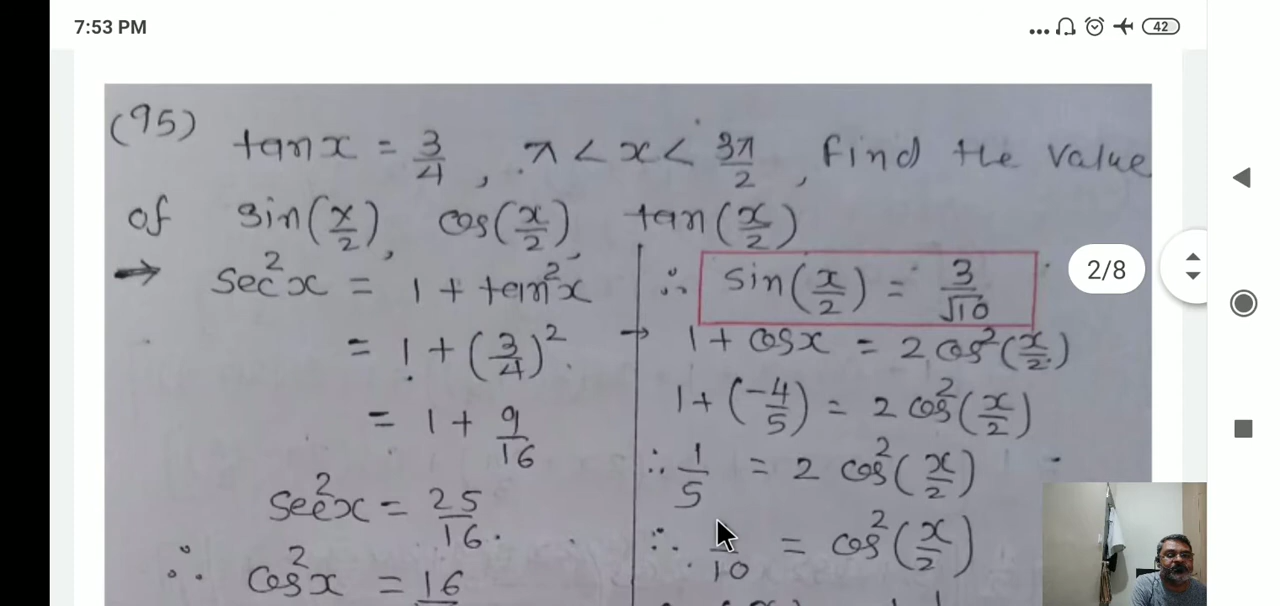 7:53 PM
42
(95) tan x = 3/4, π < x < 3π/2, Find the value
of sin(x/2), cos(x/2), tan(x/2)
→ sec²x = 1 + tan²x
= 1 + (3/4)²
= 1 + 9/16
sec²x = 25/16.
∴ cos²x = 16
∴ sin(x/2) = 3/√10
→ 1 + cosx = 2 cos²(x/2)
1 + (-4/5) = 2 cos²(x/2)
∴ 1/5 = 2 cos²(x/2)
∴ /10 = cos²(x/2)
2/8